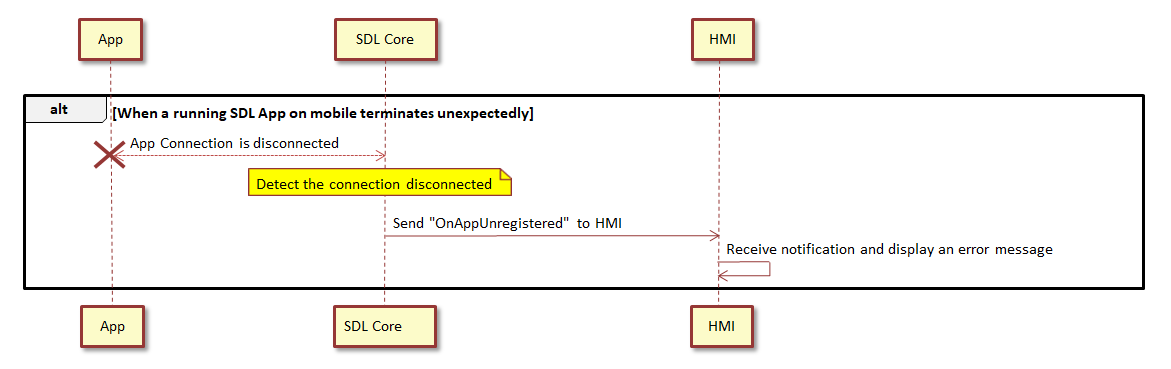 App
SDL Core
HMI
alt
[When a running SDL App on mobile terminates unexpectedly]
App Connection is disconnected
Detect the connection disconnected
Send "OnAppUnregistered" to HMI
Receive notification and display an error message
App
SDL Core
HMI